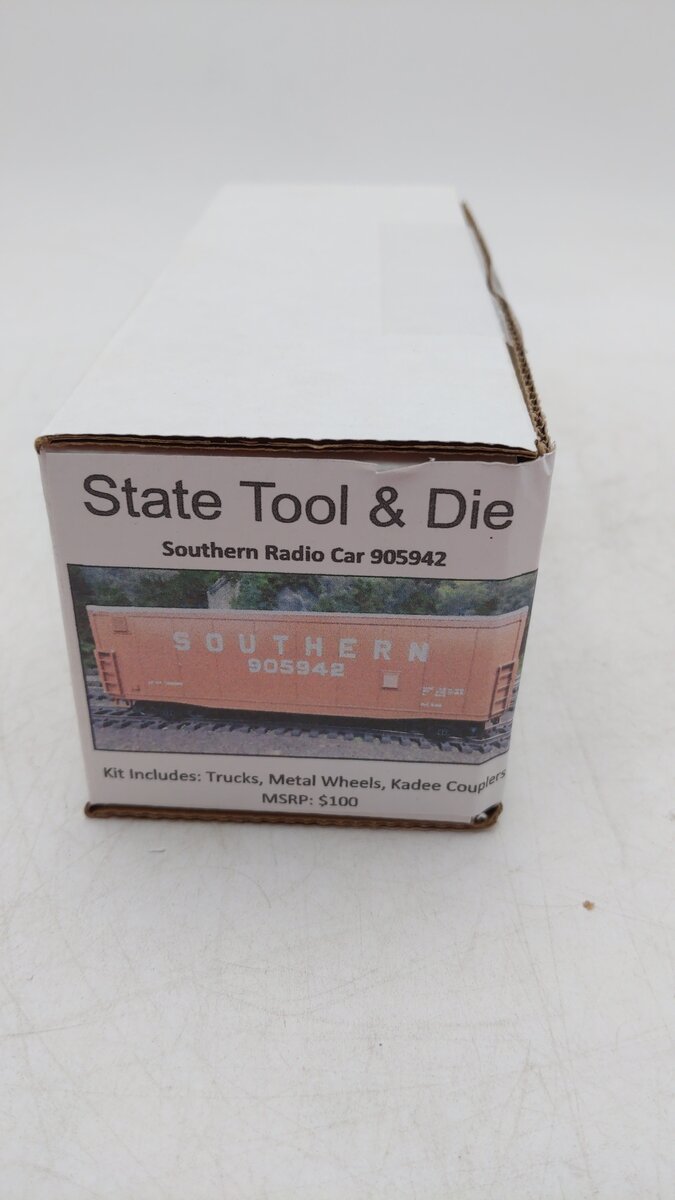 State Tool & Die
Southern Radio Car 905942
SOUTHERN
905942
Kit Includes: Trucks, Metal Wheels, Kadee Couplers
MSRP: $100